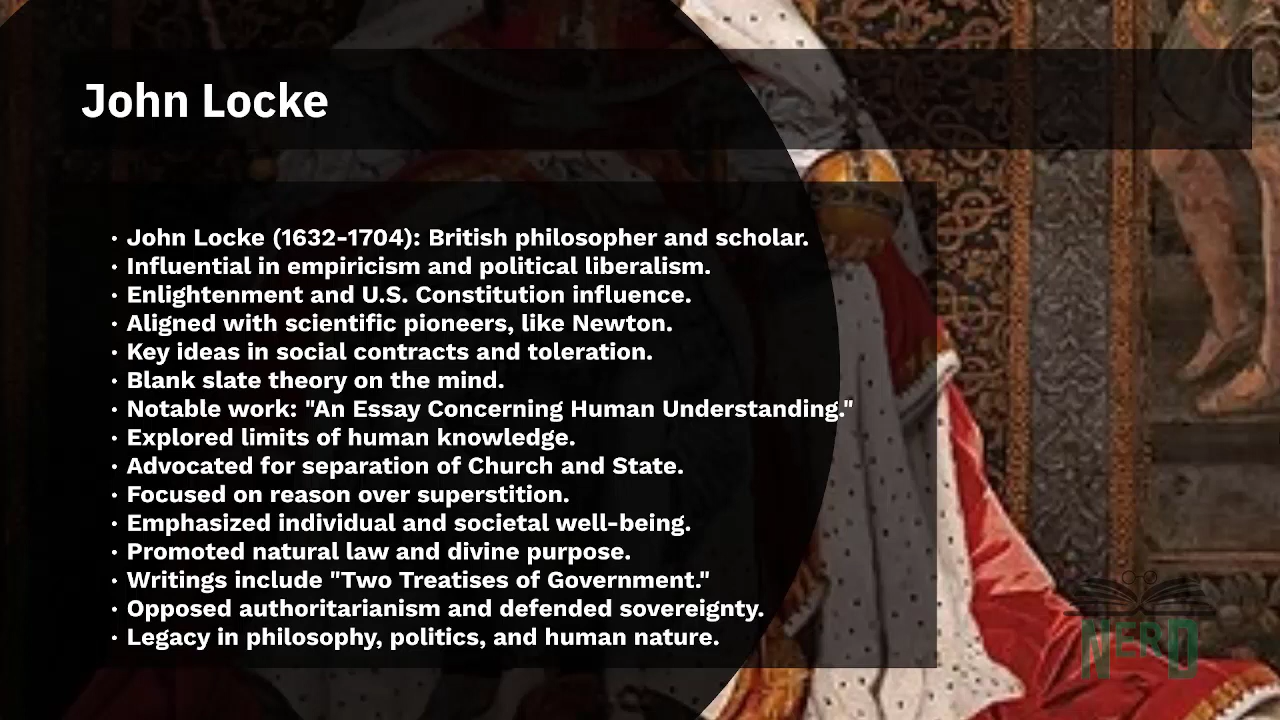 John Locke
• John Locke (1632-1704): British philosopher and scholar.
• Influential in empiricism and political liberalism.
• Enlightenment and U.S. Constitution influence.
• Aligned with scientific pioneers, like Newton.
• Key ideas in social contracts and toleration.
• Blank slate theory on the mind.
• Notable work: "An Essay Concerning Human Understanding."
• Explored limits of human knowledge.
• Advocated for separation of Church and State.
• Focused on reason over superstition.
• Emphasized individual and societal well-being.
• Promoted natural law and divine purpose.
• Writings include "Two Treatises of Government."
• Opposed authoritarianism and defended sovereignty.
• Legacy in philosophy, politics, and human nature.
NERD